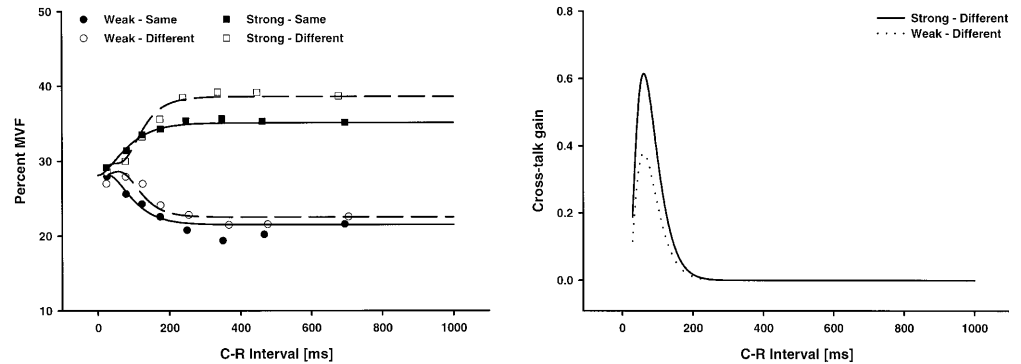 Weak - Same
Strong - Same
Weak - Different
Strong - Different
50
40
30
20
10
Percent MVF
0
200
400
600
800
1000
C-R Interval [ms]
Strong - Different
Weak - Different
0.8
0.6
0.4
0.2
0.0
Cross-talk gain
0
200
400
600
800
1000
C-R Interval [ms]